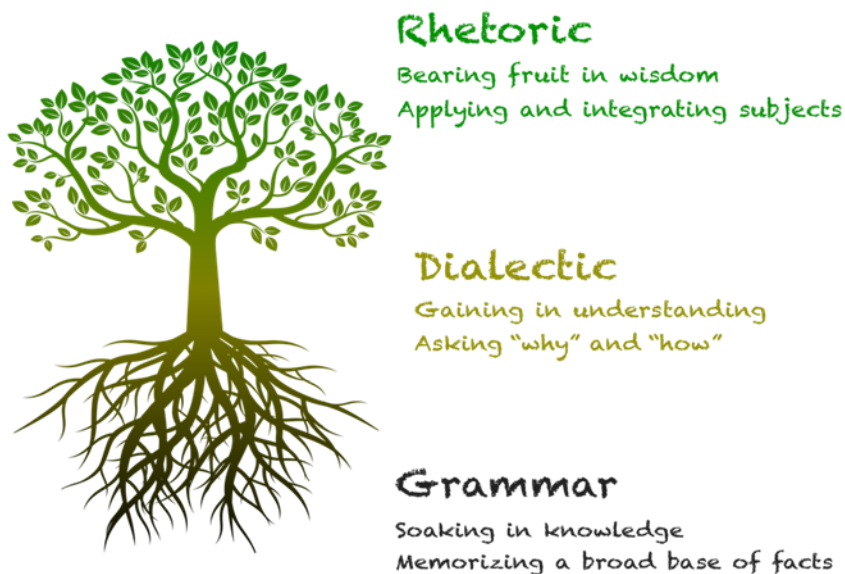 Rhetoric
Bearing fruit in wisdom
Applying and integrating subjects
Dialectic
Gaining in understanding
Asking “why” and “how”
Grammar
Soaking in knowledge
Memorizing a broad base of facts